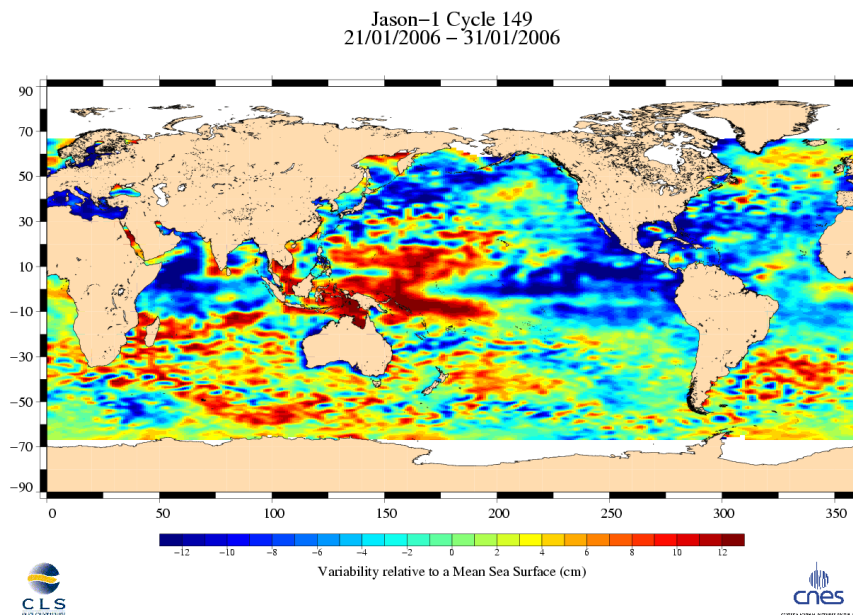 Jason−1 Cycle 149
21/01/2006 − 31/01/2006
90
70
50
30
10
−10
−30
−50
−70
−90
0 50 100 150 200 250 300 350
−12 −10 −8 −6 −4 −2 0 2 4 6 8 10 12
Variability relative to a Mean Sea Surface (cm)
CLS
cnes